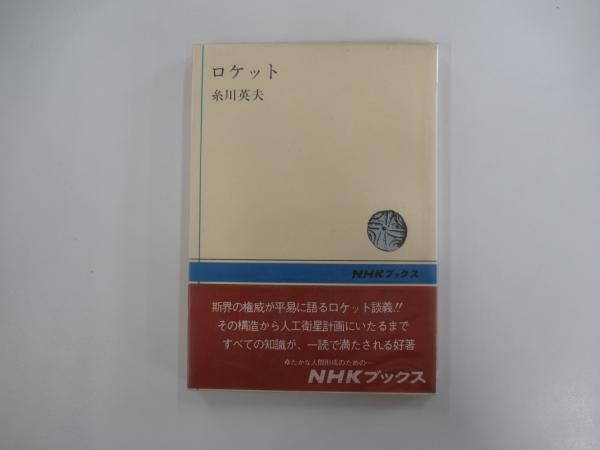 ロケット
糸川英夫
NHKブックス
斯界の権威が平易に語るロケット談義!!
その構造から人工衛星計画にいたるまで
すべての知識が、一読で満たされる好著
ゆたかな人間形成のための…
NHKブックス